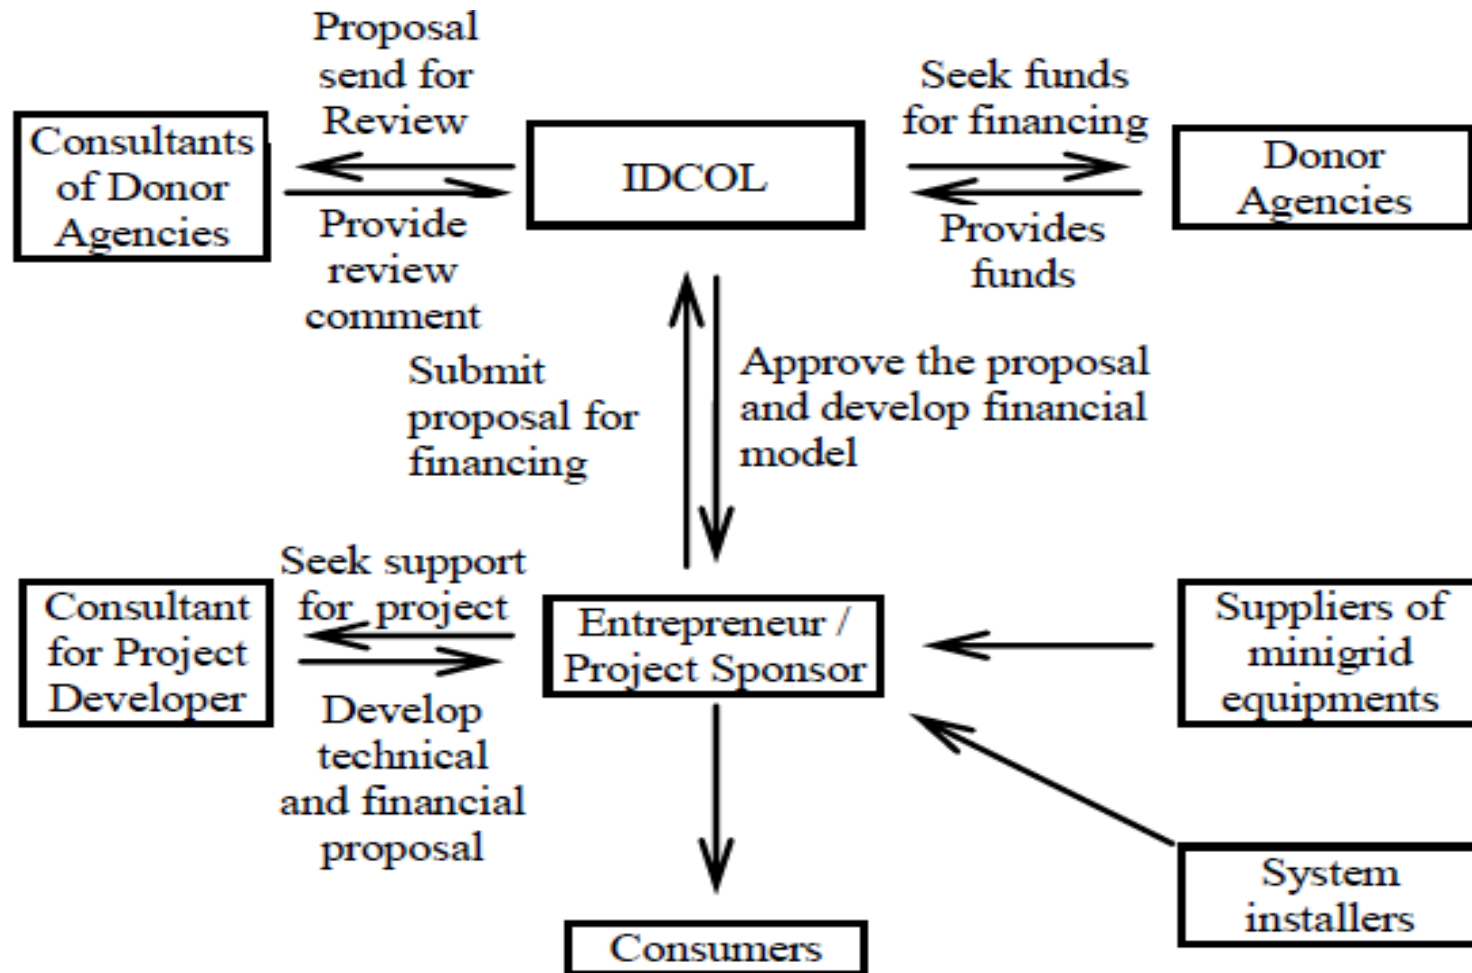 Proposal
send for
Review
Seek funds
for financing
Consultants
of Donor
Agencies
IDCOL
Donor
Agencies
Provide
review
comment
Provides
funds
Submit
proposal for
financing
Approve the proposal
and develop financial
model
Seek support
for project
Consultant
for Project
Developer
Entrepreneur /
Project Sponsor
Suppliers of
minigrid
equipments
Develop
technical
and financial
proposal
System
installers
Consumers